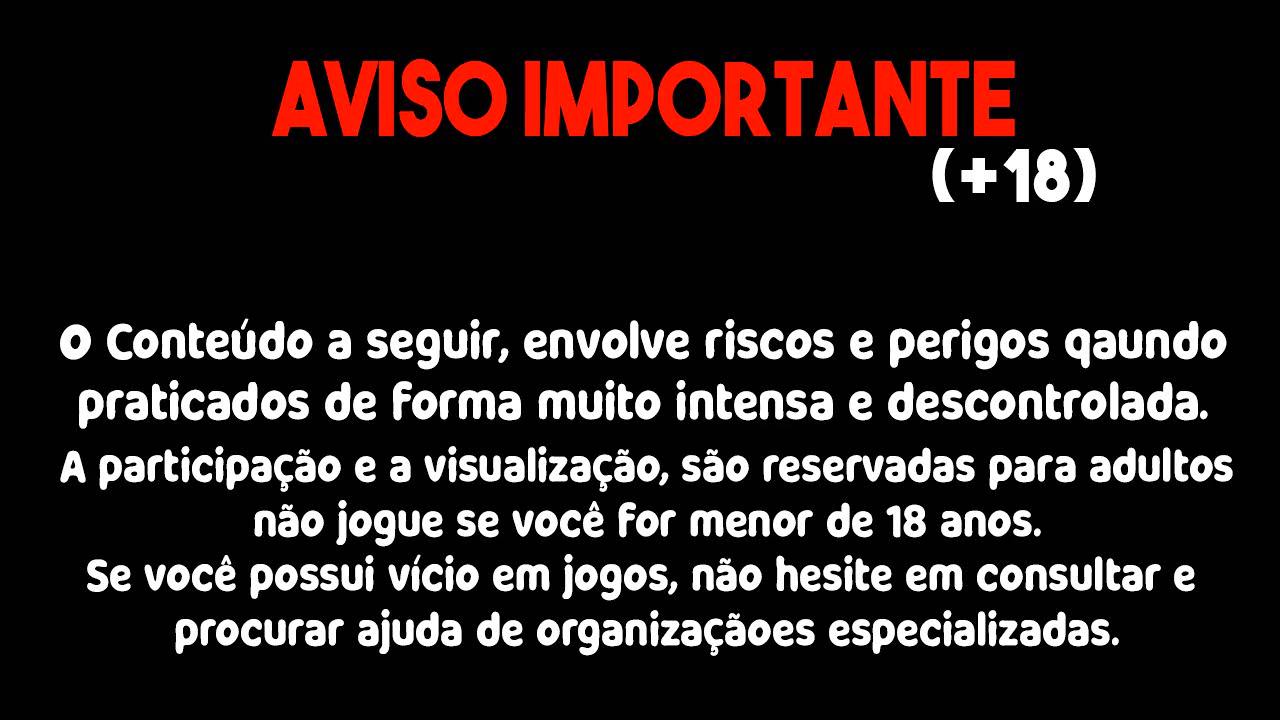 AVISO IMPORTANTE
(+18)
O Conteúdo a seguir, envolve riscos e perigos qaundo
praticados de forma muito intensa e descontrolada.
A participação e a visualização, são reservadas para adultos
não jogue se você for menor de 18 anos.
Se você possui vício em jogos, não hesite em consultar e
procurar ajuda de organizaçãoes especializadas.